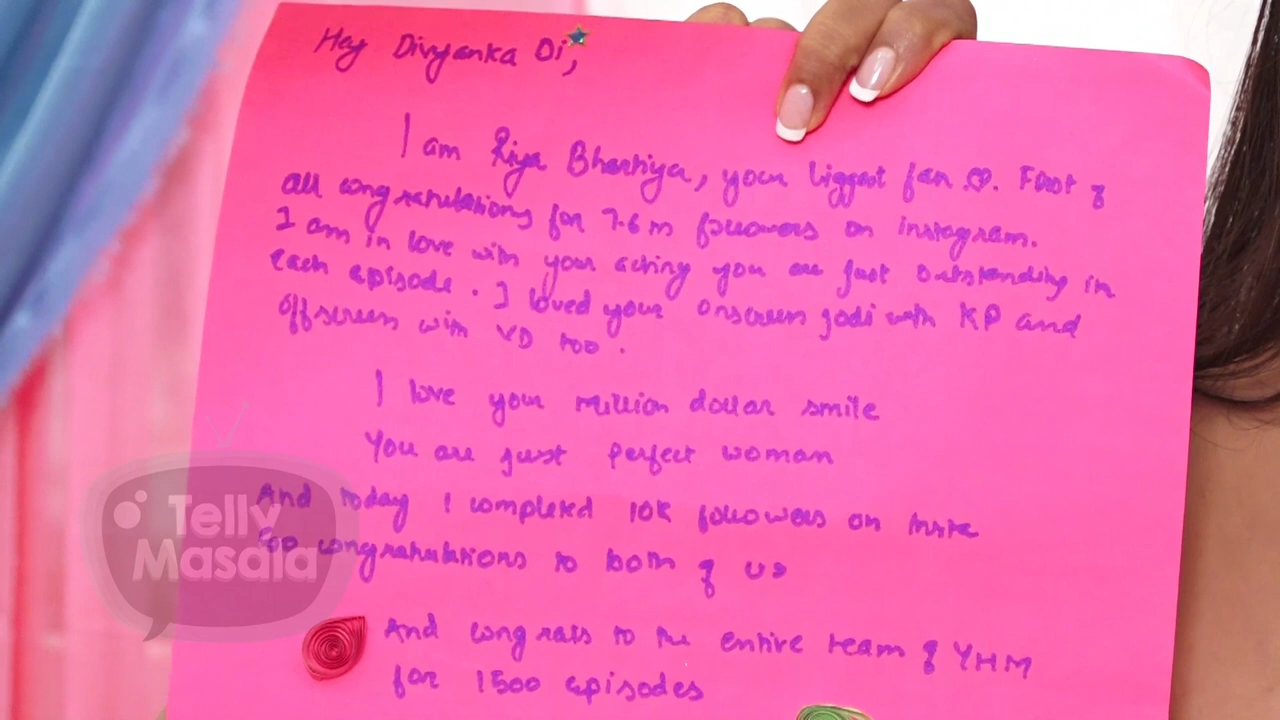 Hey Divyanka Di,
I am Riya Bhartiya, your biggest fan. First of
all congratulations for 7.6 m followers on instagram.
I am in love with your acting you are just outstanding in
each episode. I loved your onscreen jodi with KP and
offscreen with VD too.
I love your million dollar smile
You are just perfect woman
And today I completed 10K followers on Insta
So congratulations to both of us
And congrats to the entire team of YHM
for 1500 episodes
Telly
Masala